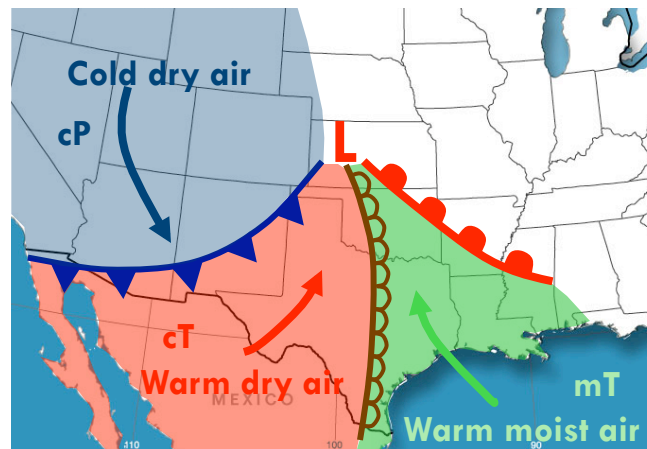 Cold dry air
cP
L
cT
Warm dry air
MEXICO
mT
Warm moist air
110
100
90